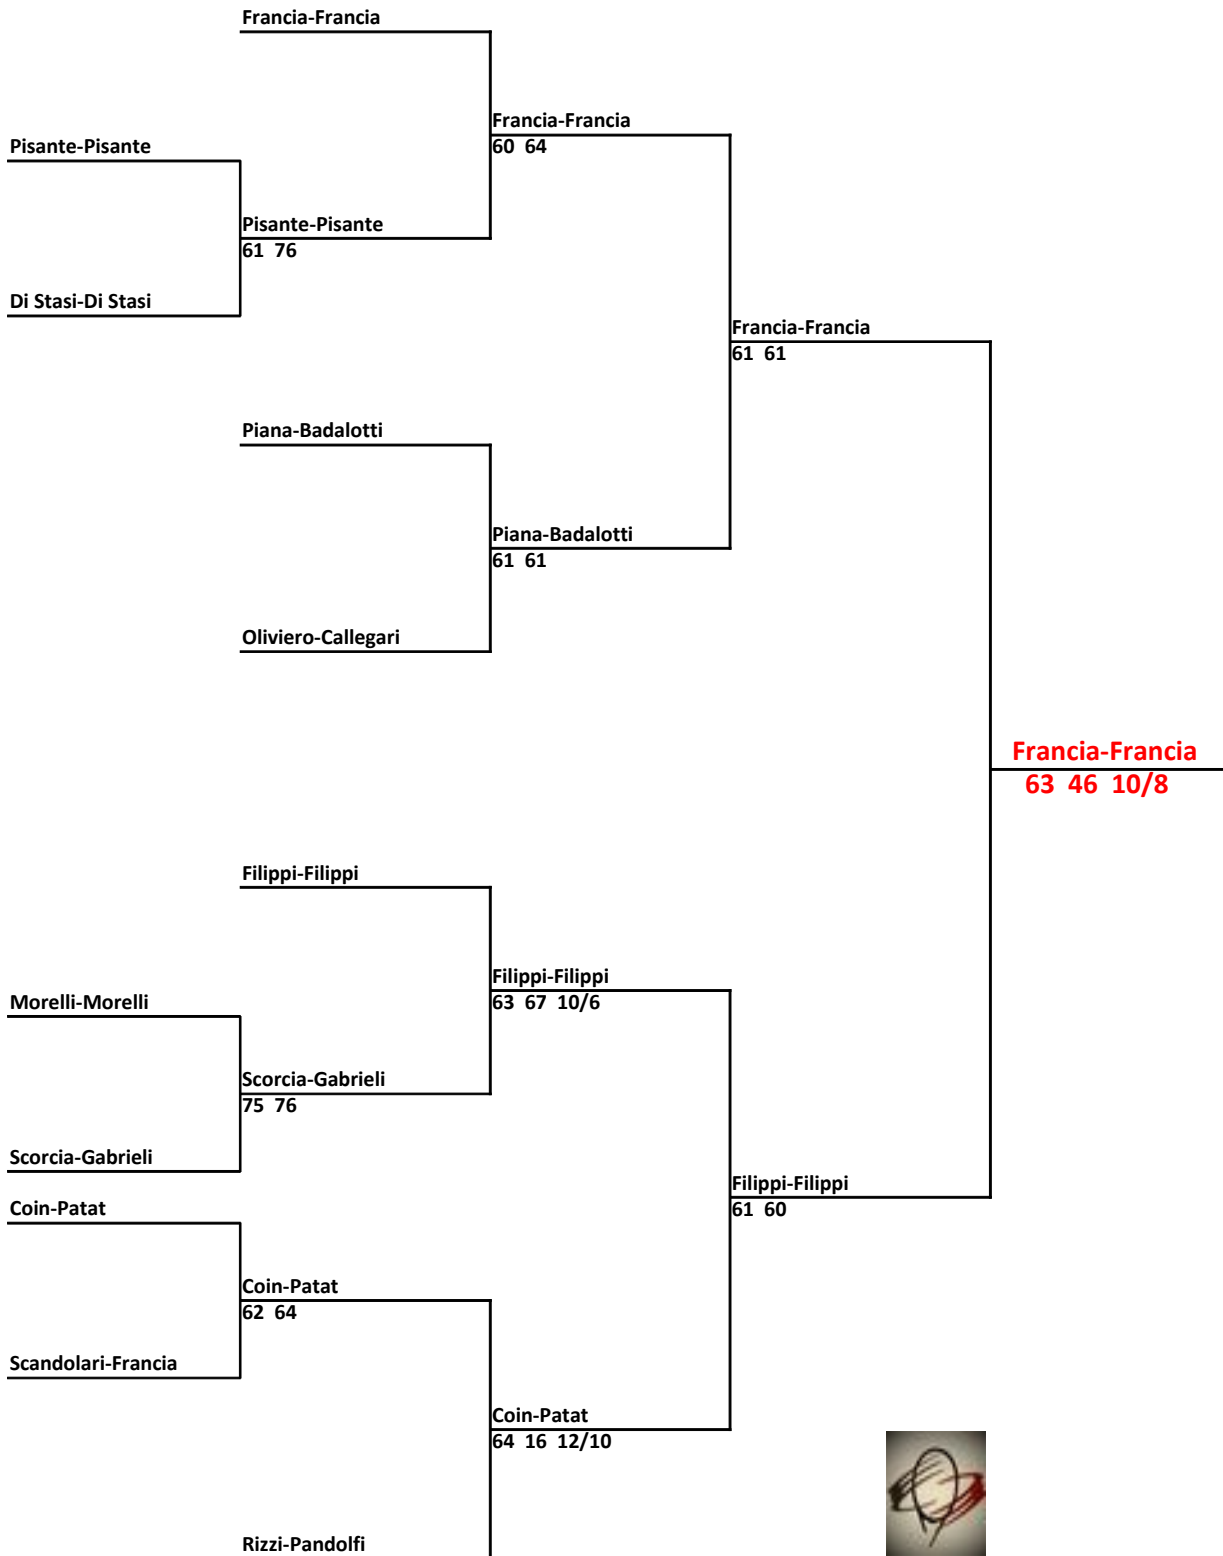 Francia-Francia
Francia-Francia
60 64
Pisante-Pisante
Pisante-Pisante
61 76
Di Stasi-Di Stasi
Francia-Francia
61 61
Piana-Badalotti
Piana-Badalotti
61 61
Oliviero-Callegari
Francia-Francia
63 46 10/8
Filippi-Filippi
Filippi-Filippi
63 67 10/6
Morelli-Morelli
Scorcia-Gabrieli
75 76
Scorcia-Gabrieli
Filippi-Filippi
61 60
Coin-Patat
Coin-Patat
62 64
Scandolari-Francia
Coin-Patat
64 16 12/10
Rizzi-Pandolfi